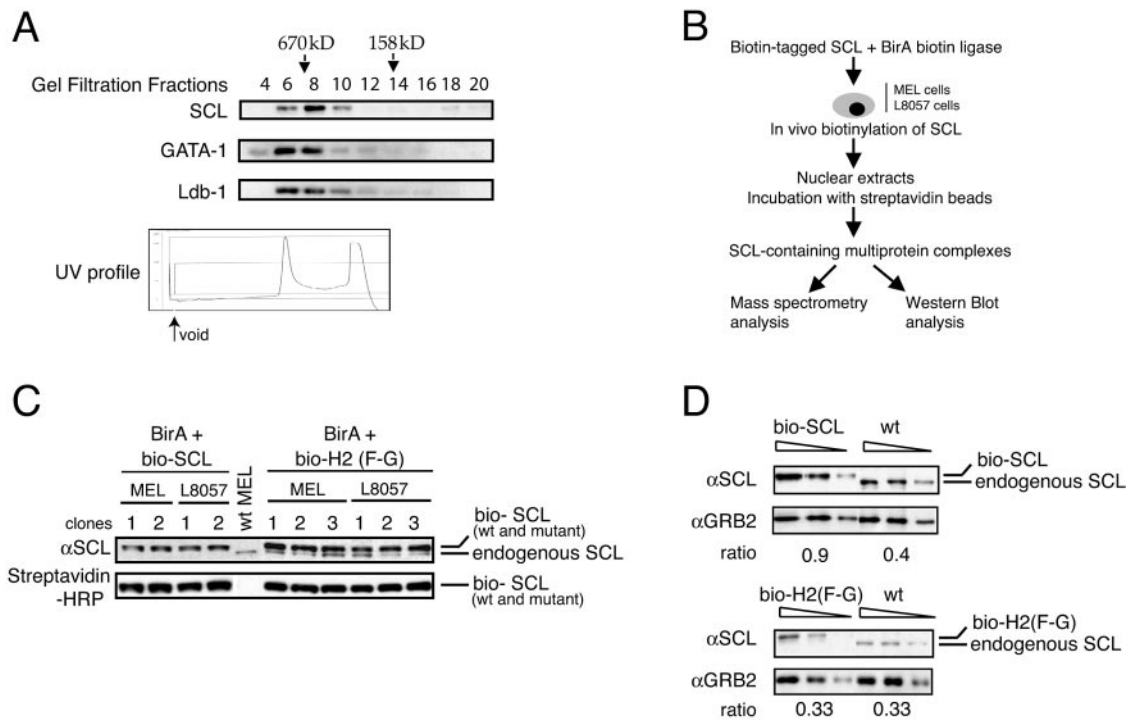 A
670kD 158kD
Gel Filtration Fractions 4 6 8 10 12 14 16 18 20
SCL
GATA-1
Ldb-1
UV profile
void
B
Biotin-tagged SCL + BirA biotin ligase
MEL cells
L8057 cells
In vivo biotinylation of SCL
Nuclear extracts
Incubation with streptavidin beads
SCL-containing multiprotein complexes
Mass spectrometry
analysis
Western Blot
analysis
C
BirA +
bio-SCL
BirA +
bio-H2 (F-G)
MEL L8057 wt MEL MEL L8057
clones 1 2 1 2 1 2 3 1 2 3
αSCL
bio- SCL
(wt and mutant)
endogenous SCL
Streptavidin
-HRP
bio- SCL
(wt and mutant)
D
bio-SCL wt
αSCL
bio-SCL
endogenous SCL
αGRB2
ratio 0.9 0.4
bio-H2(F-G) wt
αSCL
bio-H2(F-G)
endogenous SCL
αGRB2
ratio 0.33 0.33